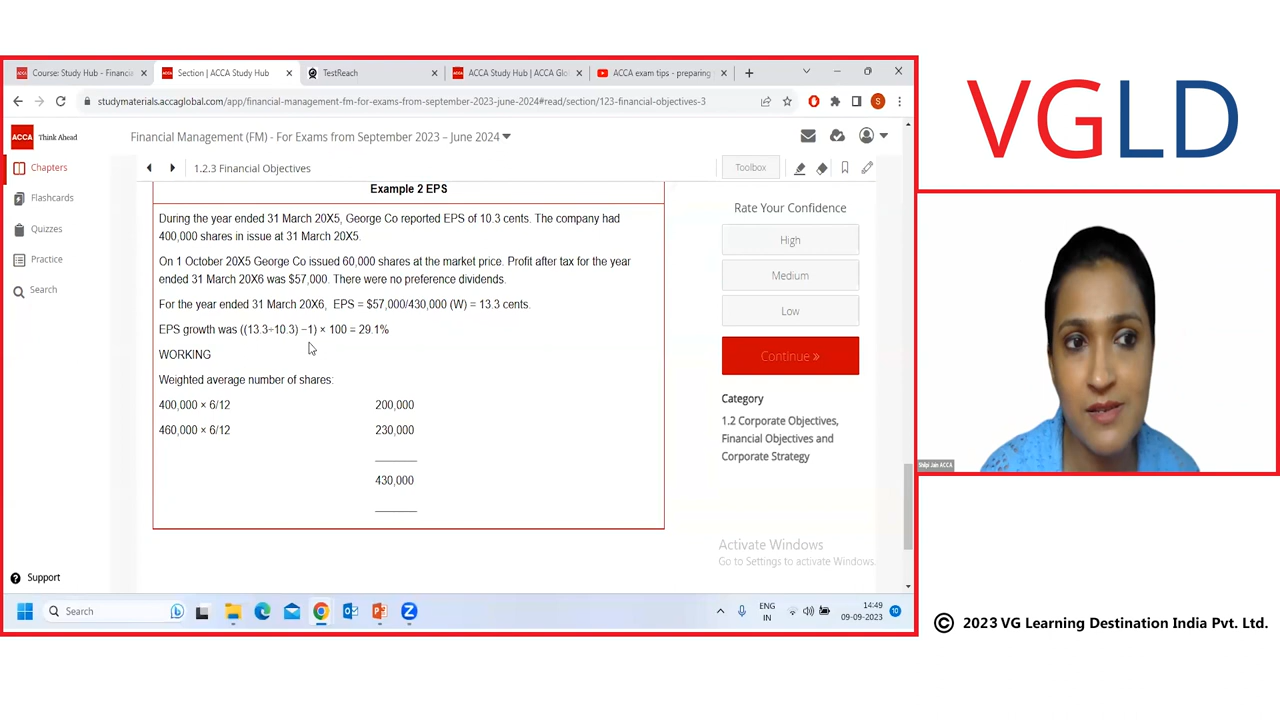 Course: Study Hub - Financia
Section | ACCA Study Hub
TestReach
ACCA Study Hub | ACCA Glo
ACCA exam tips - preparing
studymaterials.accaglobal.com/app/financial-management-fm-for-exams-from-september-2023-june-2024#read/section/123-financial-objectives-3
S
ACCA
Think Ahead
Financial Management (FM) - For Exams from September 2023 – June 2024
Chapters
Flashcards
Quizzes
Practice
Search
Support
1.2.3 Financial Objectives
Toolbox
Example 2 EPS
During the year ended 31 March 20X5, George Co reported EPS of 10.3 cents. The company had
400,000 shares in issue at 31 March 20X5.
On 1 October 20X5 George Co issued 60,000 shares at the market price. Profit after tax for the year
ended 31 March 20X6 was $57,000. There were no preference dividends.
For the year ended 31 March 20X6, EPS = $57,000/430,000 (W) = 13.3 cents.
EPS growth was ((13.3÷10.3) −1) × 100 = 29.1%
WORKING
Weighted average number of shares:
400,000 × 6/12 200,000
460,000 × 6/12 230,000
430,000
Rate Your Confidence
High
Medium
Low
Continue »
Category
1.2 Corporate Objectives,
Financial Objectives and
Corporate Strategy
Activate Windows
Go to Settings to activate Windows.
Search
ENG
IN
14:49
09-09-2023
10
VGLD
Shilpi Jain ACCA
© 2023 VG Learning Destination India Pvt. Ltd.